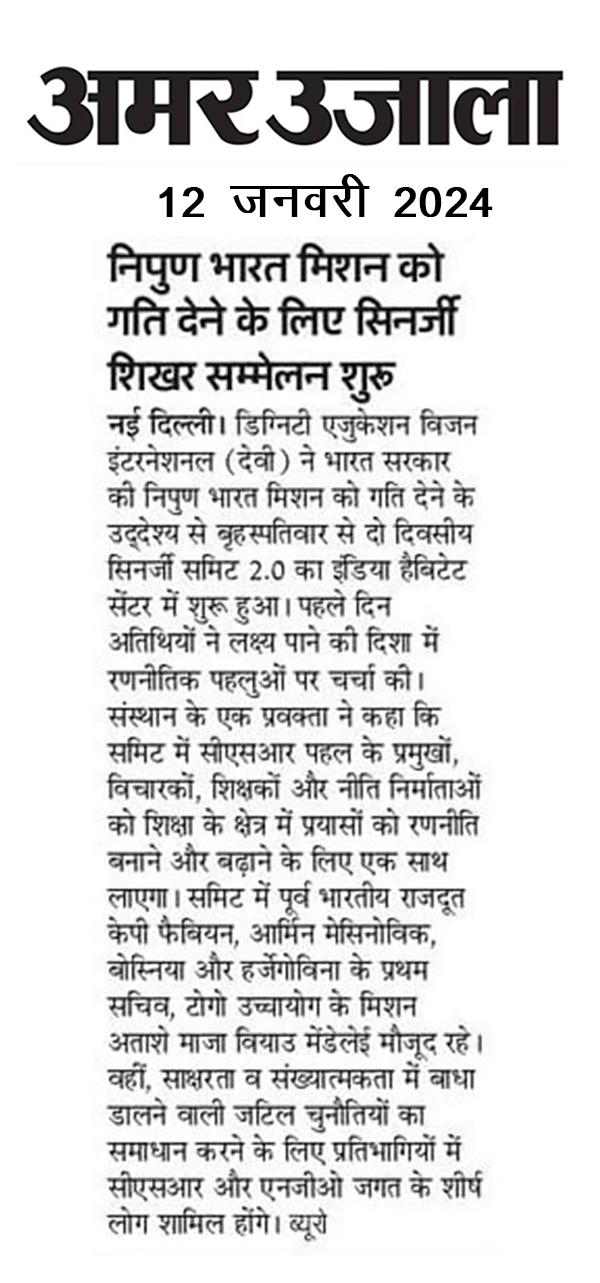 अमर उजाला
12 जनवरी 2024
निपुण भारत मिशन को
गति देने के लिए सिनर्जी
शिखर सम्मेलन शुरू
नई दिल्ली। डिग्निटी एजुकेशन विजन
इंटरनेशनल (देवी) ने भारत सरकार
की निपुण भारत मिशन को गति देने के
उद्देश्य से बृहस्पतिवार से दो दिवसीय
सिनर्जी समिट 2.0 का इंडिया हैबिटेट
सेंटर में शुरू हुआ। पहले दिन
अतिथियों ने लक्ष्य पाने की दिशा में
रणनीतिक पहलुओं पर चर्चा की।
संस्थान के एक प्रवक्ता ने कहा कि
समिट में सीएसआर पहल के प्रमुखों,
विचारकों, शिक्षकों और नीति निर्माताओं
को शिक्षा के क्षेत्र में प्रयासों को रणनीति
बनाने और बढ़ाने के लिए एक साथ
लाएगा। समिट में पूर्व भारतीय राजदूत
केपी फैबियन, आर्मिन मेसिनोविक,
बोस्निया और हर्जेगोविना के प्रथम
सचिव, टोगो उच्चायोग के मिशन
अताशे माजा वियाउ मेंडेलेई मौजूद रहे।
वहीं, साक्षरता व संख्यात्मकता में बाधा
डालने वाली जटिल चुनौतियों का
समाधान करने के लिए प्रतिभागियों में
सीएसआर और एनजीओ जगत के शीर्ष
लोग शामिल होंगे। ब्यूरो